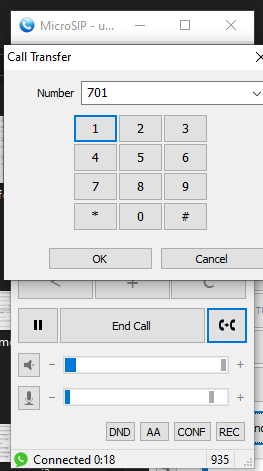 MicroSIP - u
Call Transfer
Number 701
1 2 3
4 5 6
7 8 9
* 0 #
OK Cancel
< + C
End Call
− +
− +
DND AA CONF REC
Connected 0:18 935